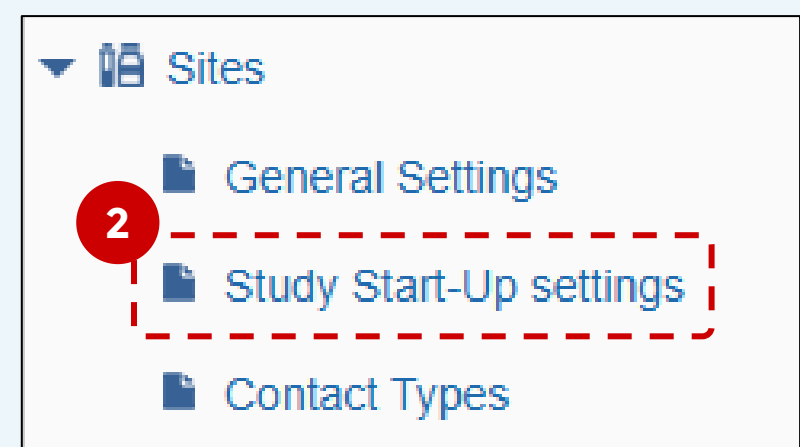 Sites
General Settings
2
Study Start-Up settings
Contact Types